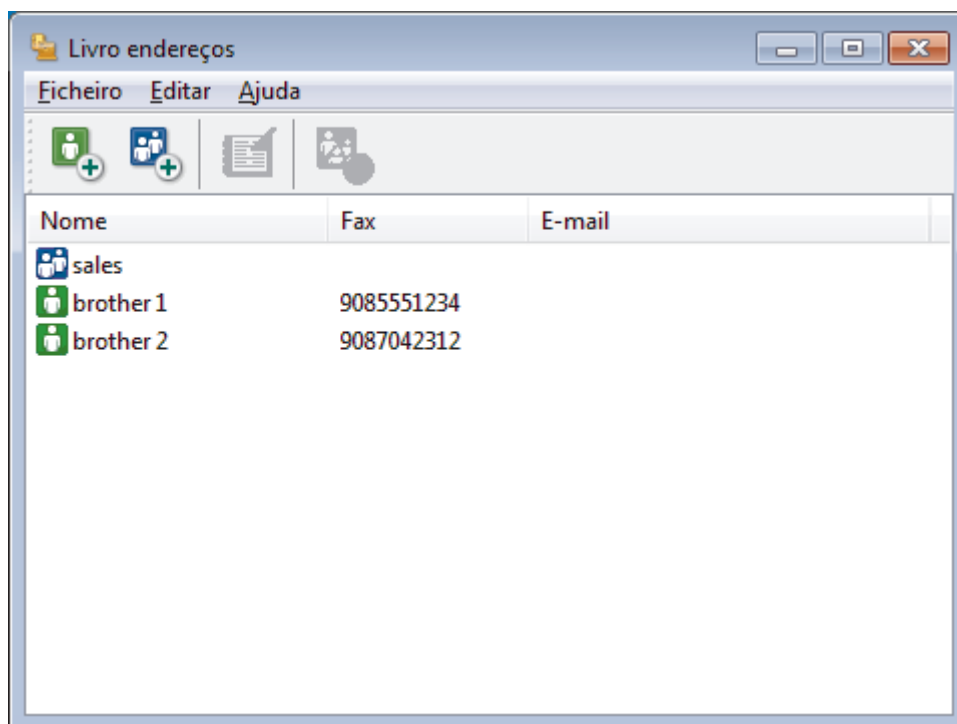 Livro endereços
Ficheiro Editar Ajuda
Nome Fax E-mail
sales
brother 1 9085551234
brother 2 9087042312